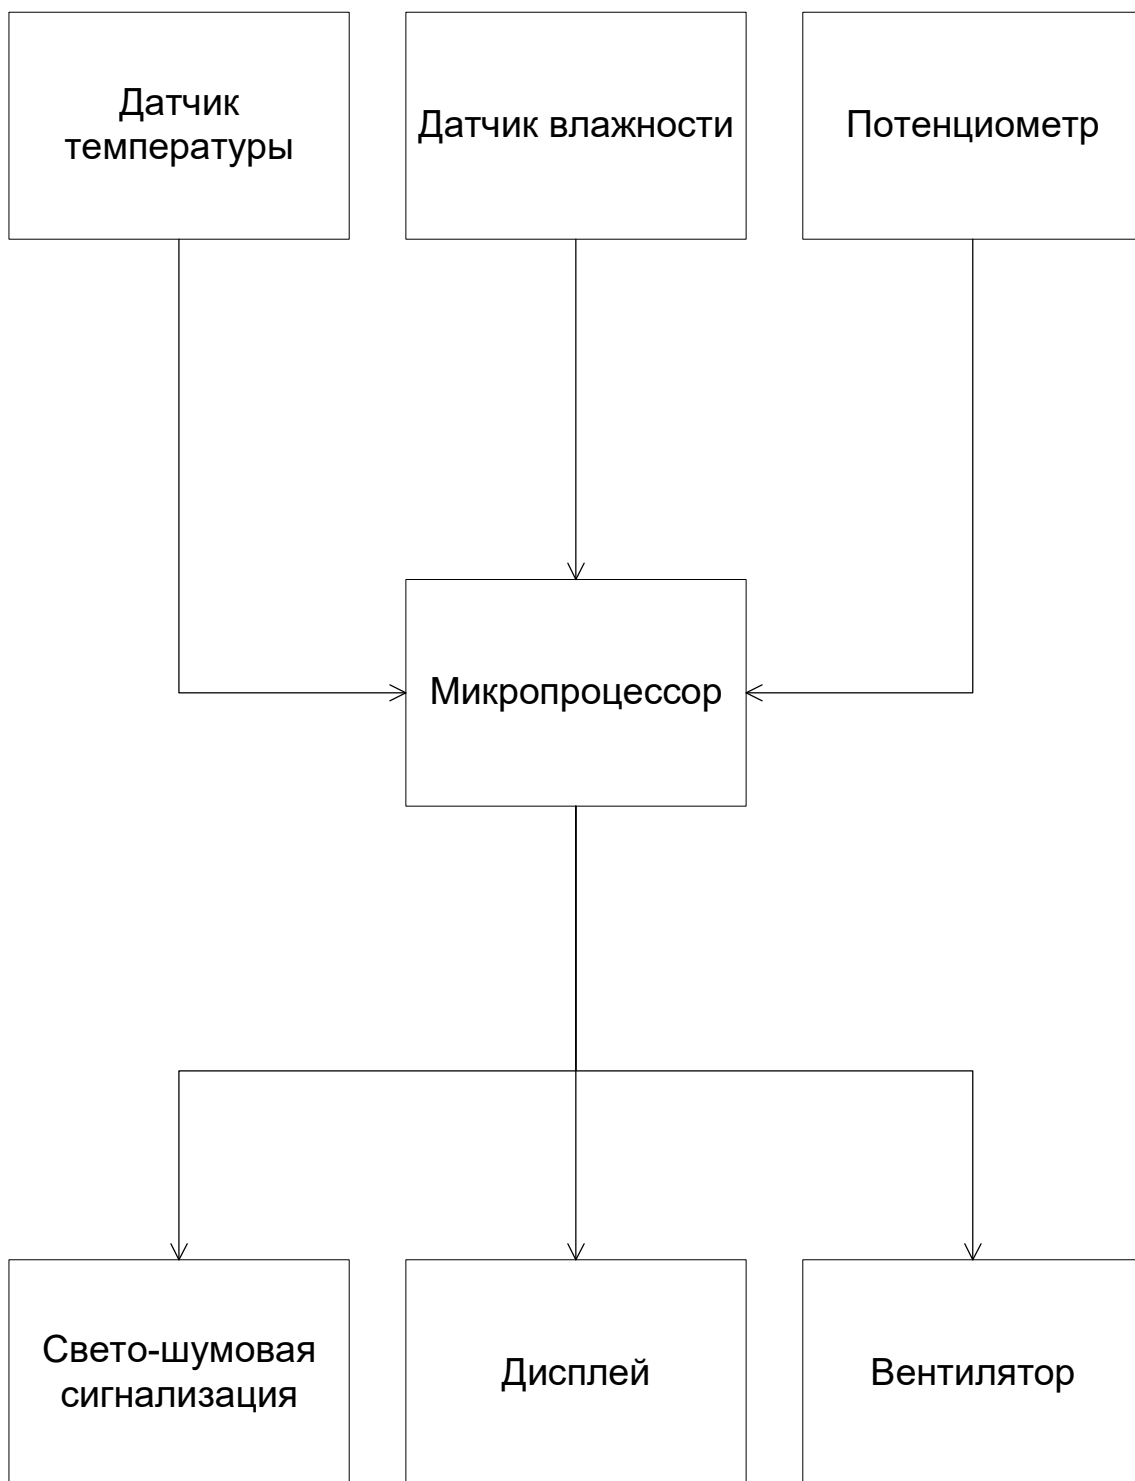 Датчик
температуры
Датчик влажности
Потенциометр
Микропроцессор
Свето-шумовая
сигнализация
Дисплей
Вентилятор